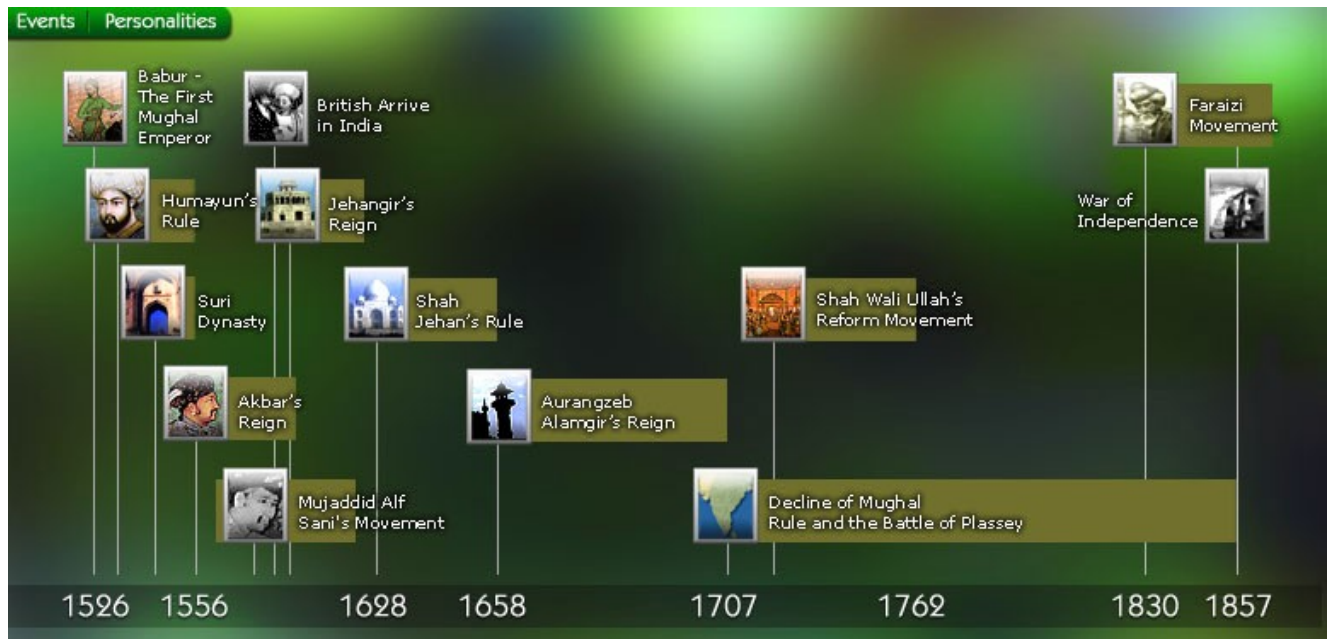 Events Personalities
Babur -
The First
Mughal
Emperor
British Arrive
in India
Faraizi
Movement
Humayun's
Rule
Jehangir's
Reign
War of
Independence
Suri
Dynasty
Shah
Jehan's Rule
Shah Wali Ullah's
Reform Movement
Akbar's
Reign
Aurangzeb
Alamgir's Reign
Mujaddid Alf
Sani's Movement
Decline of Mughal
Rule and the Battle of Plassey
1526 1556 1628 1658 1707 1762 1830 1857